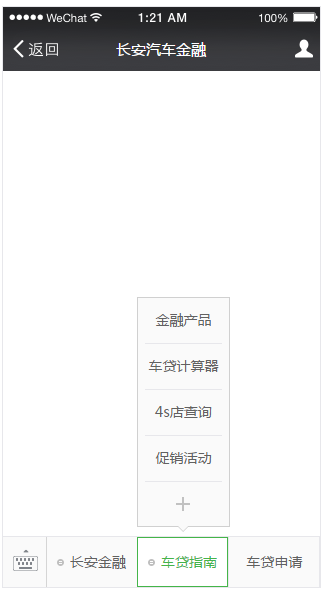 WeChat 1:21 AM 100%
返回 长安汽车金融
金融产品
车贷计算器
4s店查询
促销活动
+
长安金融 车贷指南 车贷申请